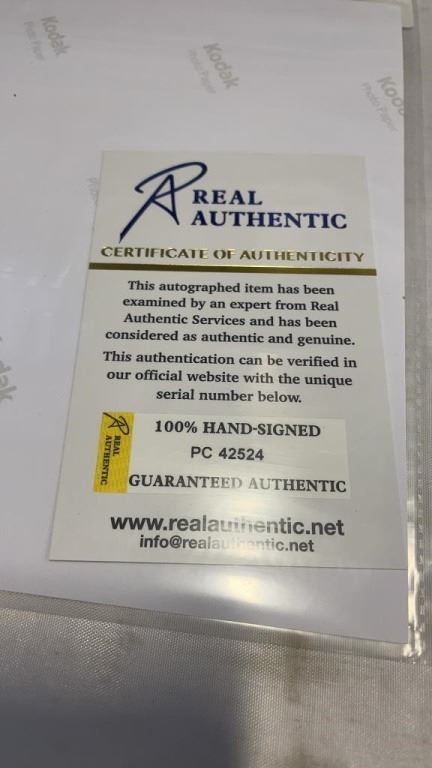 Kodak
Photo Paper
Kodak
Photo Paper
Kodak
Photo Paper
REAL
AUTHENTIC
CERTIFICATE OF AUTHENTICITY
This autographed item has been
examined by an expert from Real
Authentic Services and has been
considered as authentic and genuine.
This authentication can be verified in
our official website with the unique
serial number below.
REAL
AUTHENTIC
100% HAND-SIGNED
PC 42524
GUARANTEED AUTHENTIC
www.realauthentic.net
info@realauthentic.net